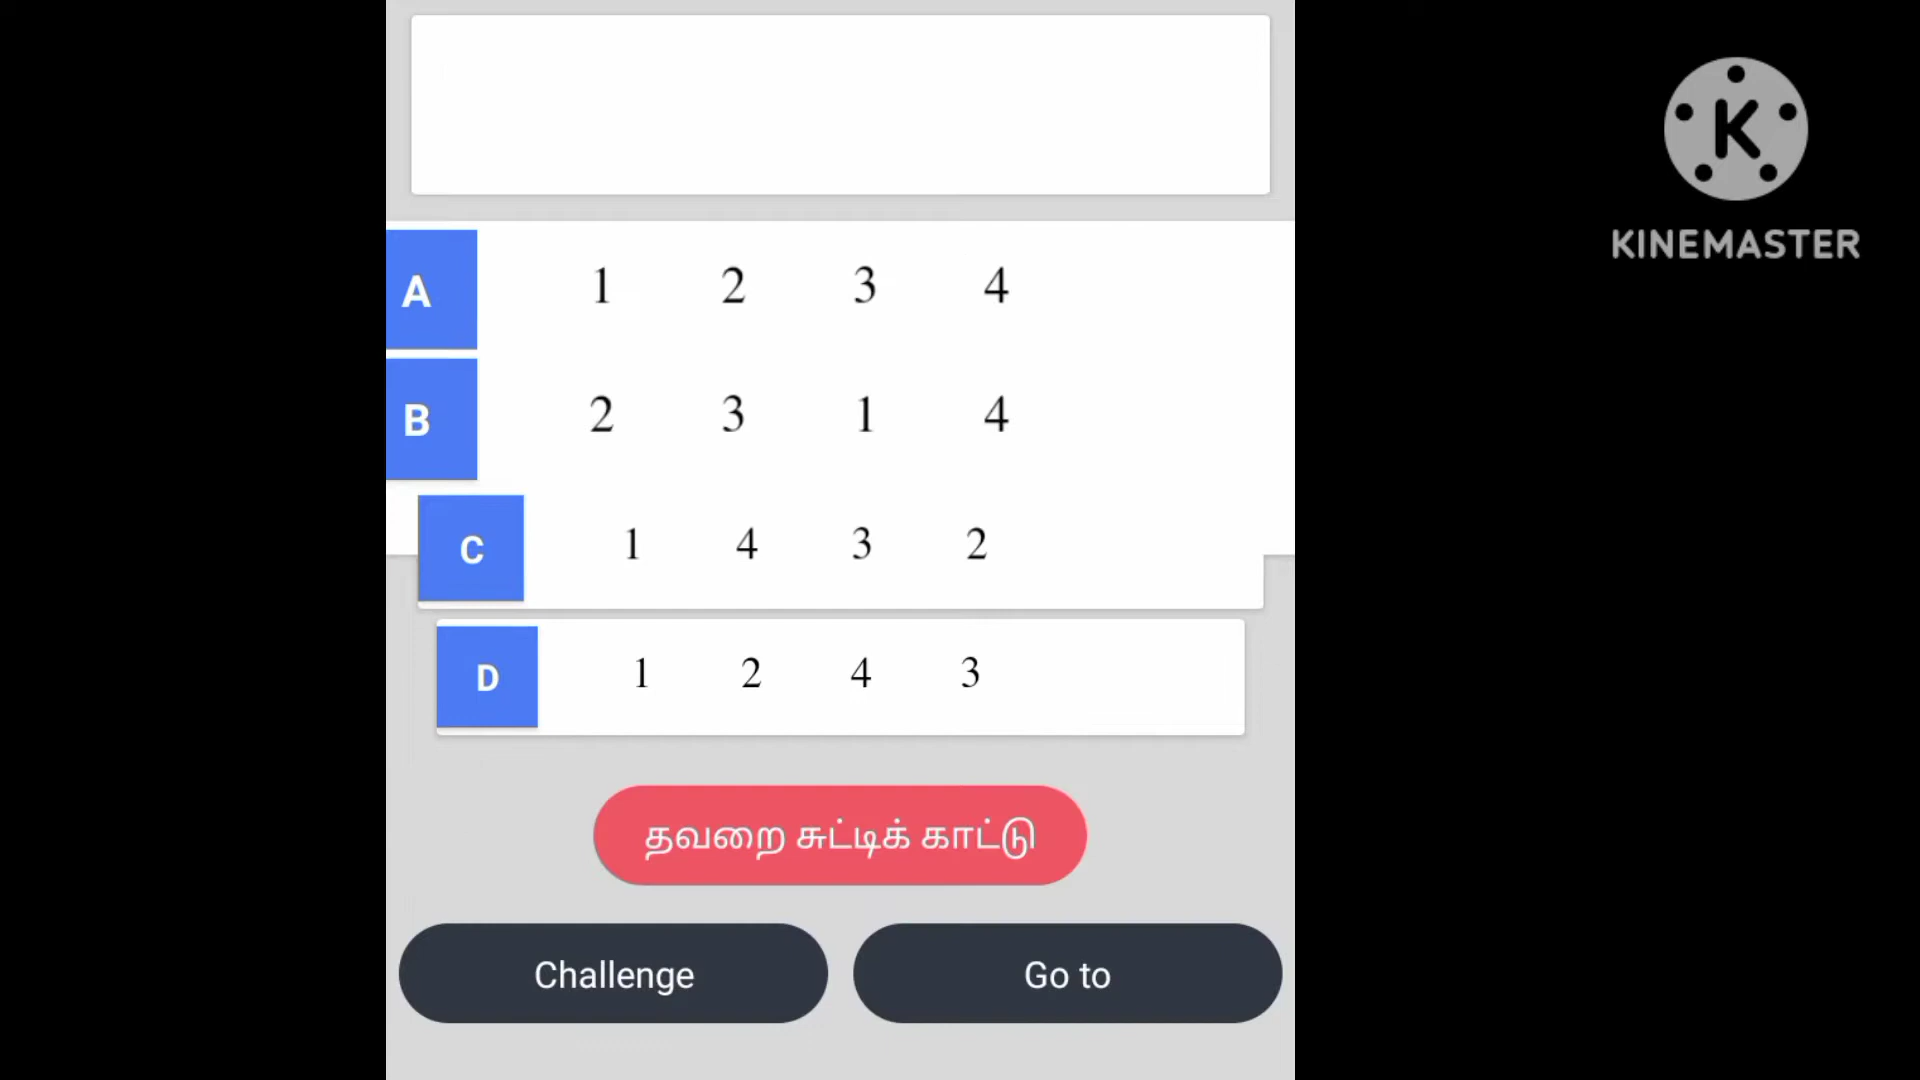 K
KINEMASTER
A 1 2 3 4
B 2 3 1 4
C 1 4 3 2
D 1 2 4 3
தவறை சுட்டிக் காட்டு
Challenge Go to